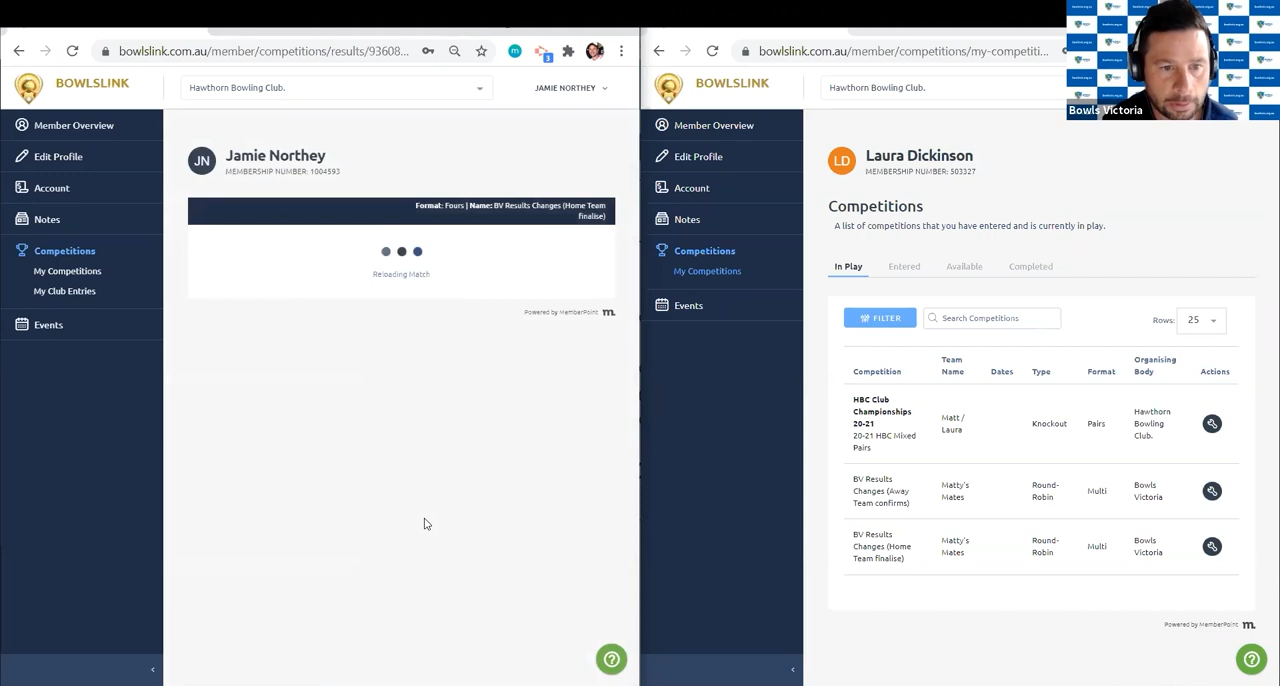 bowlslink.com.au/member/competitions/results/93608...
3
BOWLSLINK
Hawthorn Bowling Club.
JAMIE NORTHEY
Member Overview
Edit Profile
Account
Notes
Competitions
My Competitions
My Club Entries
Events
JN
Jamie Northey
MEMBERSHIP NUMBER: 1004593
Format: Fours | Name: BV Results Changes (Home Team
finalise)
Reloading Match
Powered by MemberPoint m.
bowlslink.com.au/member/competitions/my-competiti...
Bowls Victoria
BOWLSLINK
Hawthorn Bowling Club.
Member Overview
Edit Profile
Account
Notes
Competitions
My Competitions
Events
LD
Laura Dickinson
MEMBERSHIP NUMBER: 503327
Competitions
A list of competitions that you have entered and is currently in play.
In Play Entered Available Completed
FILTER
Search Competitions
Rows: 25
Competition
Team
Name
Dates
Type
Format
Organising
Body
Actions
HBC Club
Championships
20-21
20-21 HBC Mixed
Pairs
Matt /
Laura
Knockout
Pairs
Hawthorn
Bowling
Club.
BV Results
Changes (Away
Team confirms)
Matty's
Mates
Round-
Robin
Multi
Bowls
Victoria
BV Results
Changes (Home
Team finalise)
Matty's
Mates
Round-
Robin
Multi
Bowls
Victoria
Powered by MemberPoint m.